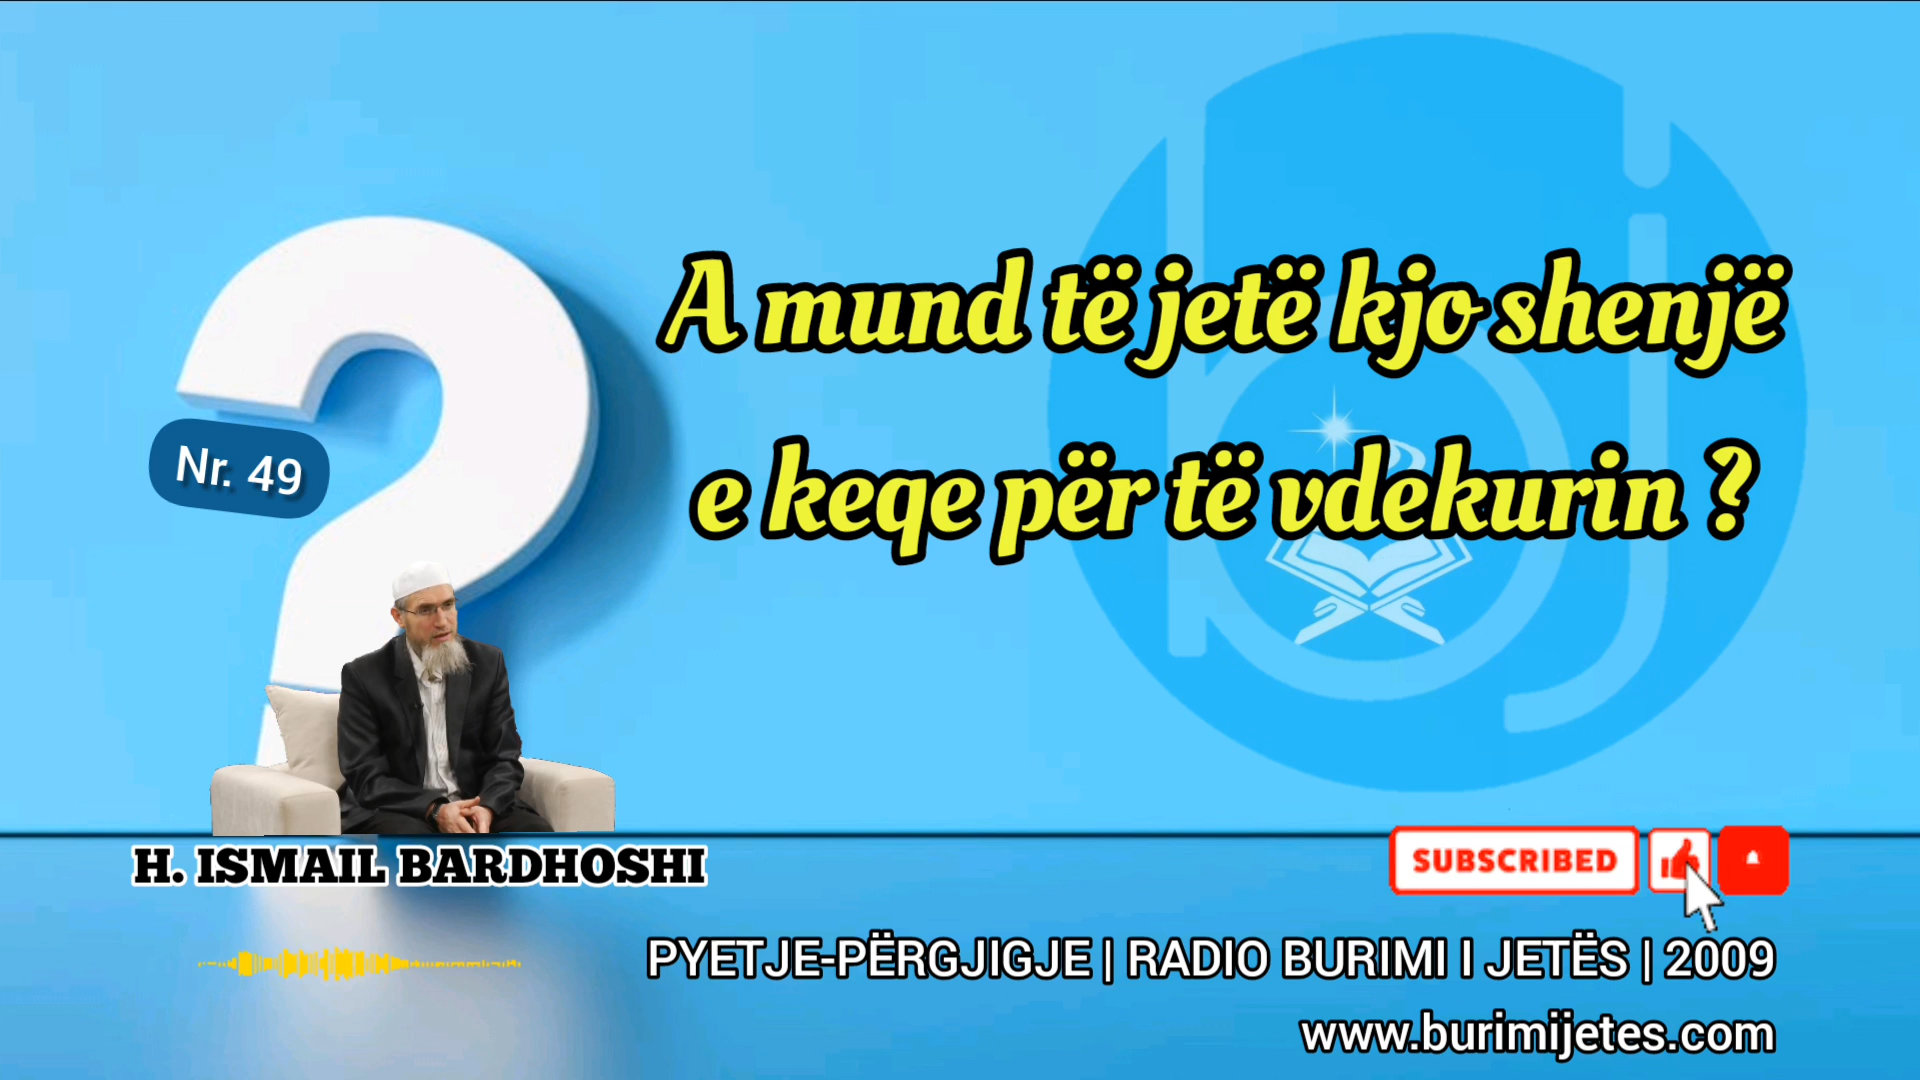 A mund të jetë kjo shenjë
e keqe për të vdekurin ?
Nr. 49
H. ISMAIL BARDHOSHI
SUBSCRIBED
PYETJE-PËRGJIGJE | RADIO BURIMI I JETËS | 2009
www.burimijetes.com
bj